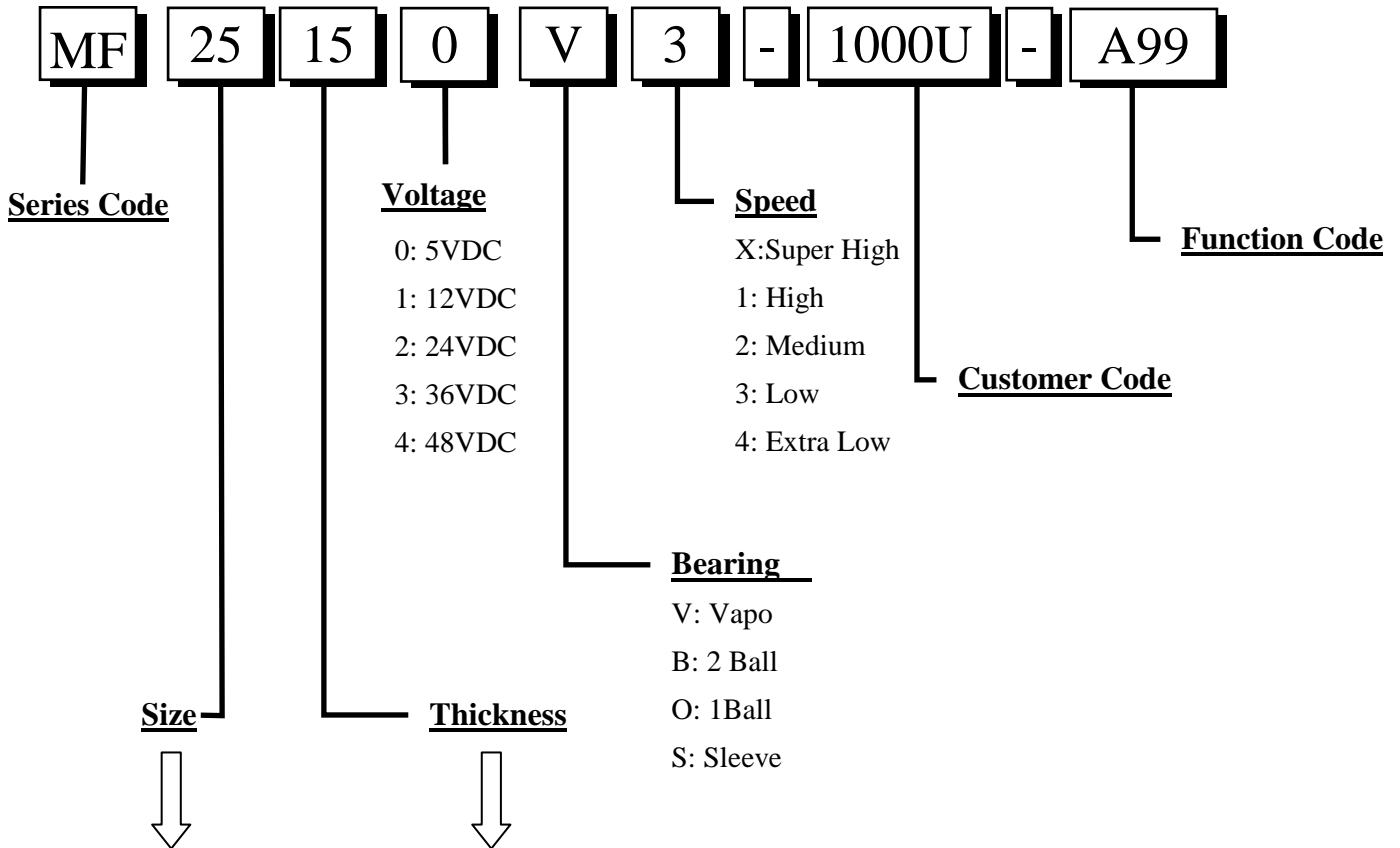 MF 25 15 0 V 3 - 1000U - A99
Series Code
Voltage
0: 5VDC
1: 12VDC
2: 24VDC
3: 36VDC
4: 48VDC
Speed
X:Super High
1: High
2: Medium
3: Low
4: Extra Low
Function Code
Customer Code
Bearing
V: Vapo
B: 2 Ball
O: 1Ball
S: Sleeve
Size
Thickness